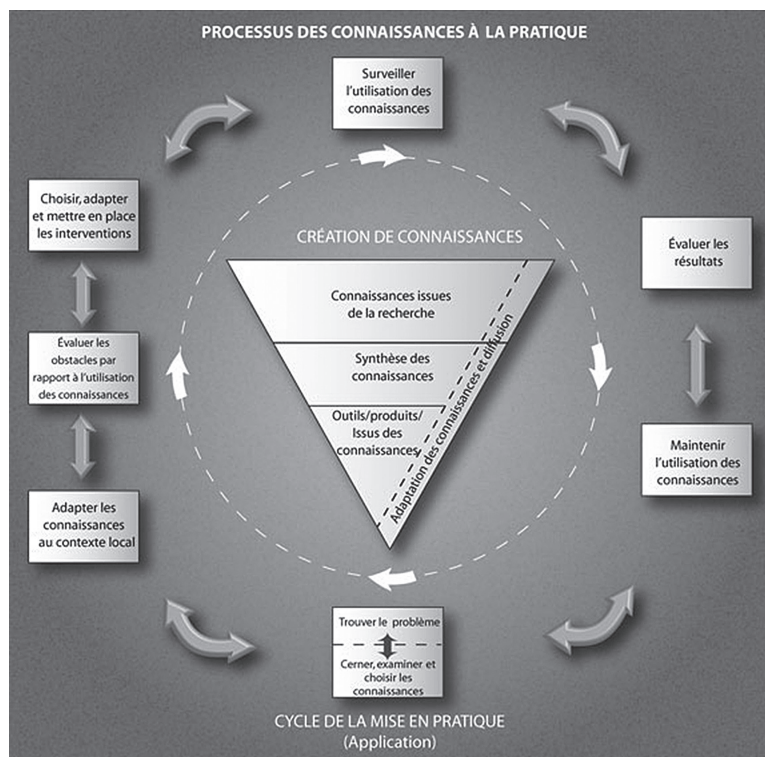 PROCESSUS DES CONNAISSANCES À LA PRATIQUE
Surveiller
l'utilisation des
connaissances
Choisir, adapter
et mettre en place
les interventions
Évaluer les
résultats
CRÉATION DE CONNAISSANCES
Connaissances issues
de la recherche
Synthèse des
connaissances
Outils/produits/
Issus des
connaissances
Adaptation des connaissances et diffusion
Évaluer les
obstacles par
rapport à l'utilisation
des connaissances
Maintenir
l'utilisation des
connaissances
Adapter les
connaissances
au contexte local
Trouver le problème
Cerner, examiner et
choisir les
connaissances
CYCLE DE LA MISE EN PRATIQUE
(Application)